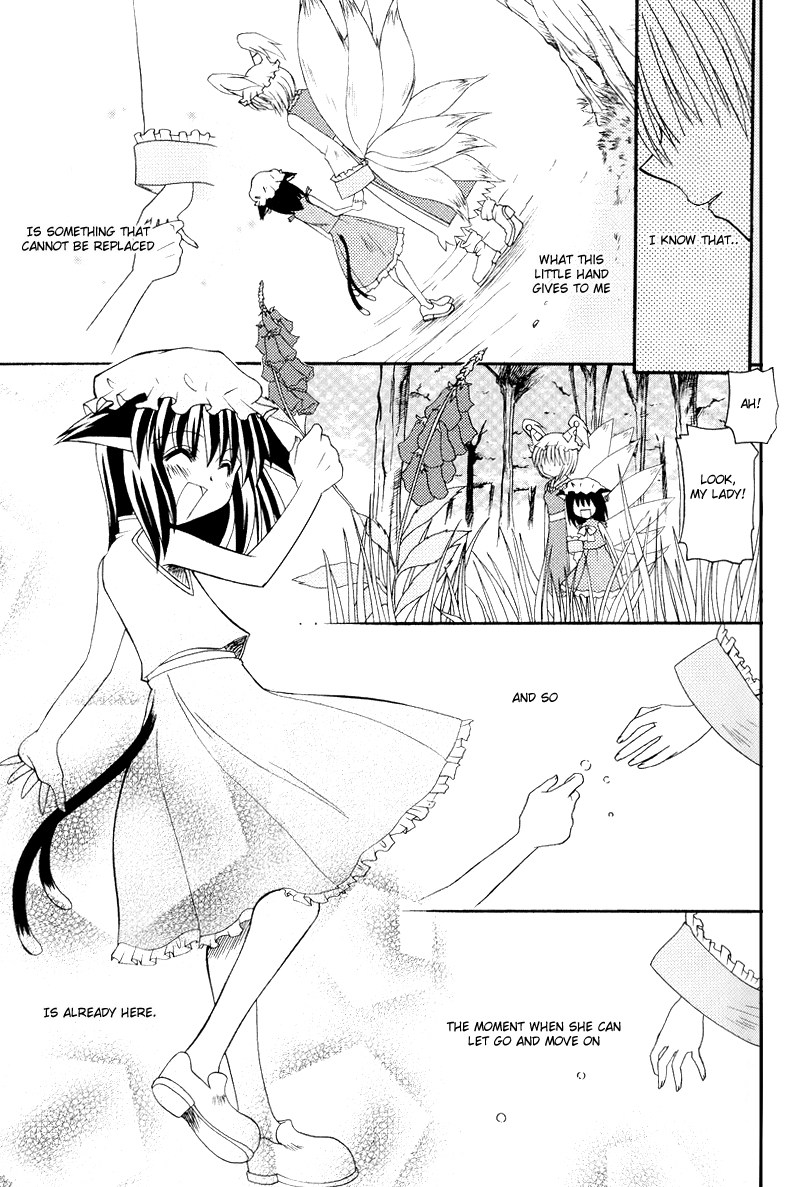 I KNOW THAT..
WHAT THIS
LITTLE HAND
GIVES TO ME
IS SOMETHING THAT
CANNOT BE REPLACED
AH!
LOOK,
MY LADY!
AND SO
THE MOMENT WHEN SHE CAN
LET GO AND MOVE ON
IS ALREADY HERE.